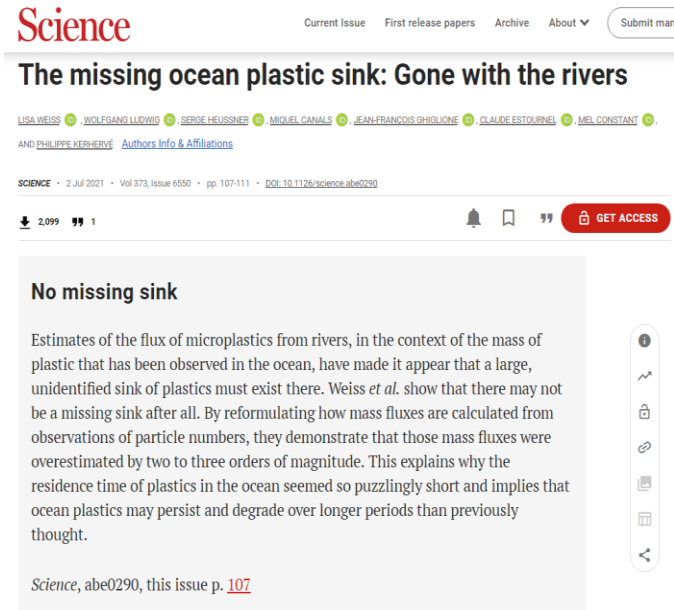 Science
Current Issue First release papers Archive About Submit man
The missing ocean plastic sink: Gone with the rivers
LISA WEISS, WOLFGANG LUDWIG, SERGE HEUSSNER, MIQUEL CANALS, JEAN-FRANÇOIS GHIGLIONE, CLAUDE ESTOURNEL, MEL CONSTANT,
AND PHILIPPE KERHERVÉ Authors Info & Affiliations
SCIENCE • 2 Jul 2021 • Vol 373, Issue 6550 • pp. 107-111 • DOI: 10.1126/science.abe0290
2,099 1 GET ACCESS
No missing sink
Estimates of the flux of microplastics from rivers, in the context of the mass of
plastic that has been observed in the ocean, have made it appear that a large,
unidentified sink of plastics must exist there. Weiss et al. show that there may not
be a missing sink after all. By reformulating how mass fluxes are calculated from
observations of particle numbers, they demonstrate that those mass fluxes were
overestimated by two to three orders of magnitude. This explains why the
residence time of plastics in the ocean seemed so puzzlingly short and implies that
ocean plastics may persist and degrade over longer periods than previously
thought.
Science, abe0290, this issue p. 107